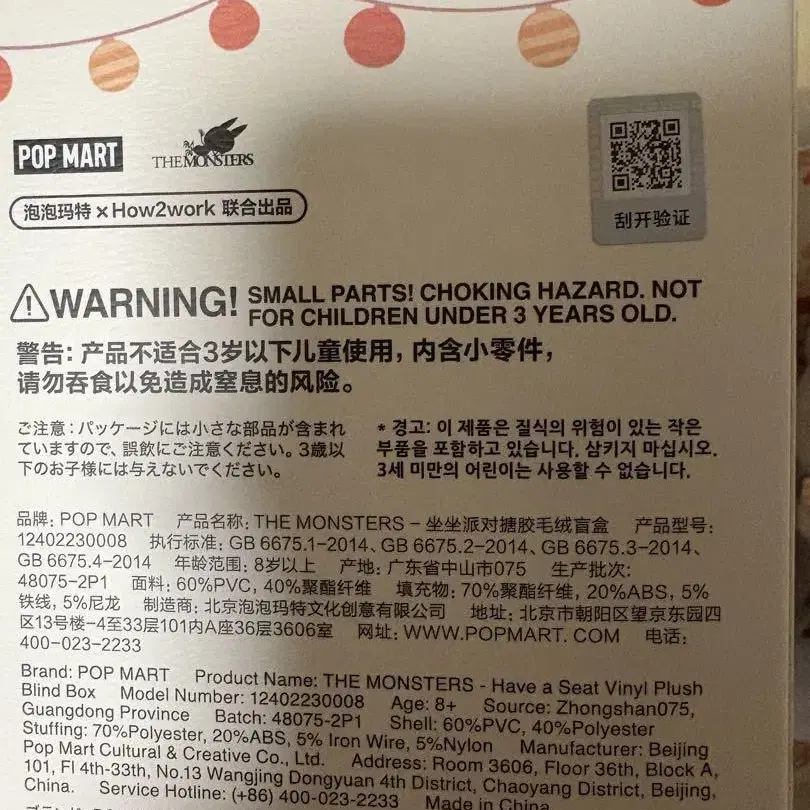 POP MART
THE MONSTERS
泡泡玛特 × How2work 联合出品
刮开验证
WARNING! SMALL PARTS! CHOKING HAZARD. NOT
FOR CHILDREN UNDER 3 YEARS OLD.
警告: 产品不适合3岁以下儿童使用, 内含小零件,
请勿吞食以免造成窒息的风险。
ご注意:パッケージには小さな部品が含まれ
ていますので、誤飲にご注意ください。3歳以
下のお子様には与えないでください。
* 경고: 이 제품은 질식의 위험이 있는 작은
부품을 포함하고 있습니다. 삼키지 마십시오.
3세 미만의 어린이는 사용할 수 없습니다.
品牌: POP MART 产品名称: THE MONSTERS – 坐坐派对搪胶毛绒盲盒 产品型号:
12402230008 执行标准: GB 6675.1-2014、GB 6675.2-2014、GB 6675.3-2014、
GB 6675.4-2014 年龄范围: 8岁以上 产地: 广东省中山市075 生产批次:
48075-2P1 面料: 60%PVC, 40%聚酯纤维 填充物: 70%聚酯纤维, 20%ABS, 5%
铁线, 5%尼龙 制造商: 北京泡泡玛特文化创意有限公司 地址: 北京市朝阳区望京东园四
区13号楼-4至33层101内A座36层3606室 网址: WWW.POPMART.COM 电话:
400-023-2233
Brand: POP MART Product Name: THE MONSTERS - Have a Seat Vinyl Plush
Blind Box Model Number: 12402230008 Age: 8+ Source: Zhongshan075,
Guangdong Province Batch: 48075-2P1 Shell: 60%PVC, 40%Polyester
Stuffing: 70%Polyester, 20%ABS, 5% Iron Wire, 5%Nylon Manufacturer: Beijing
Pop Mart Cultural & Creative Co., Ltd. Address: Room 3606, Floor 36th, Block A,
101, Fl 4th-33th, No.13 Wangjing Dongyuan 4th District, Chaoyang District, Beijing,
China. Service Hotline: (+86) 400-023-2233 Made in China